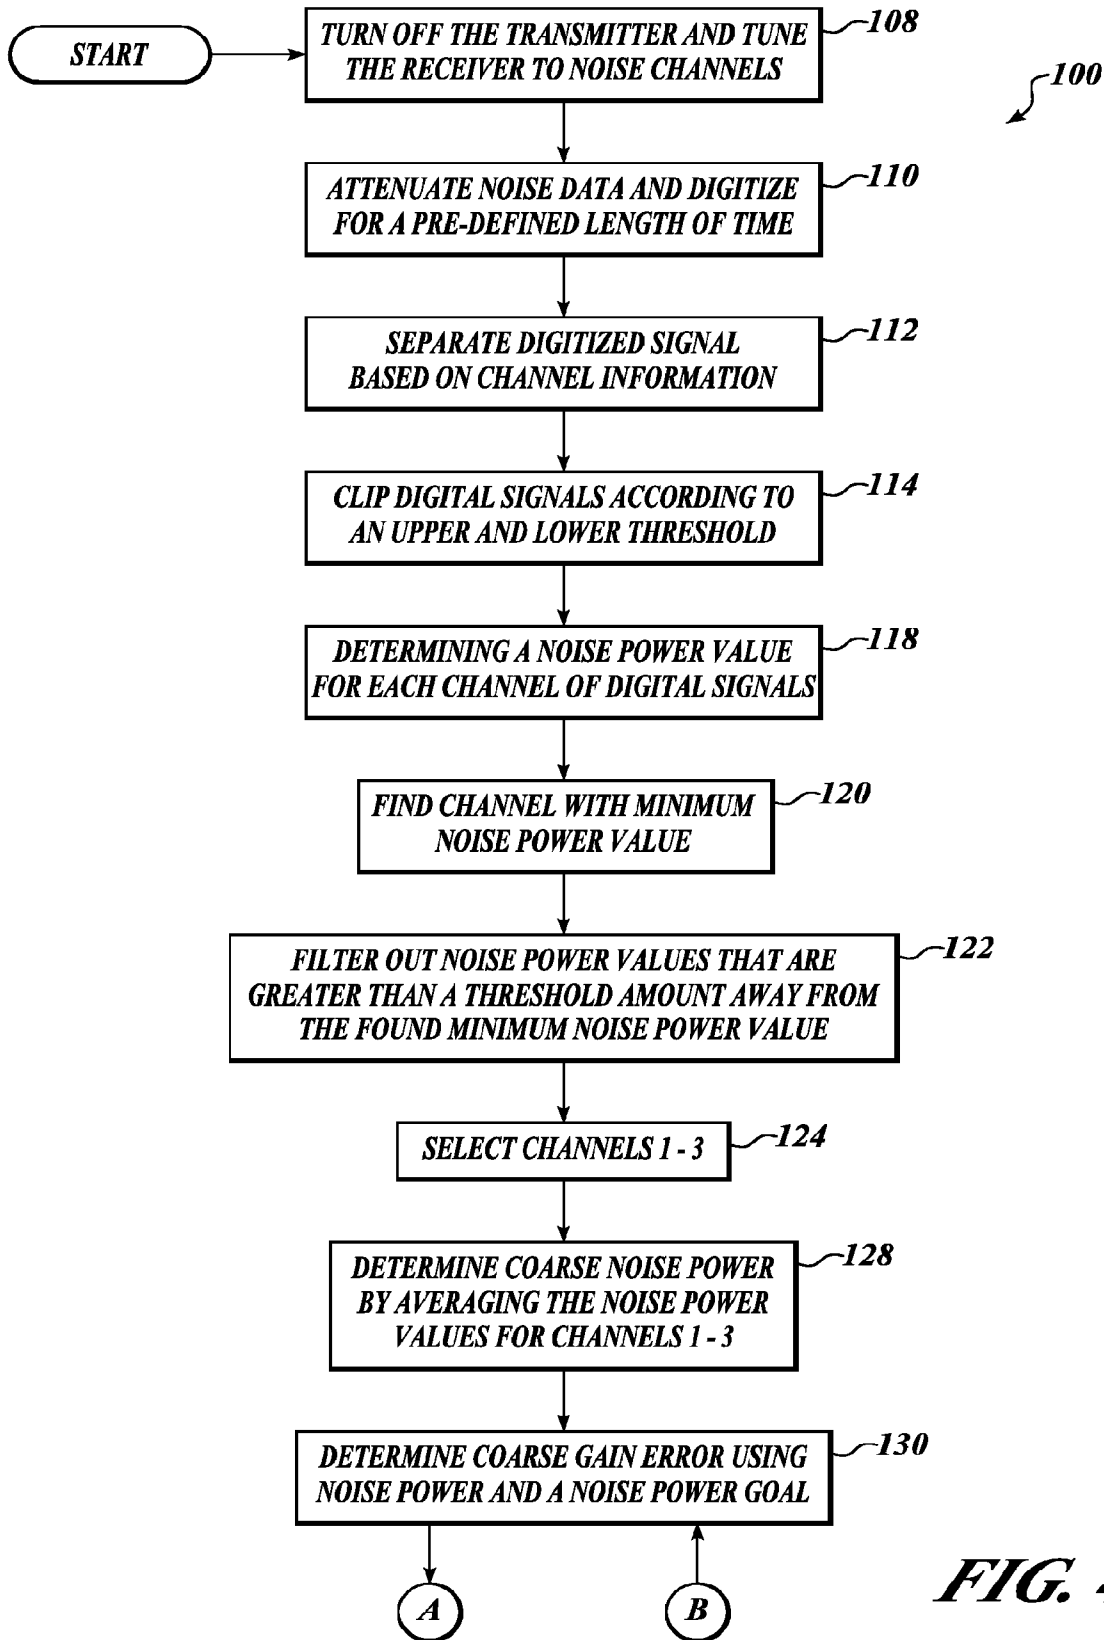 START
TURN OFF THE TRANSMITTER AND TUNE
THE RECEIVER TO NOISE CHANNELS
108
100
ATTENUATE NOISE DATA AND DIGITIZE
FOR A PRE-DEFINED LENGTH OF TIME
110
SEPARATE DIGITIZED SIGNAL
BASED ON CHANNEL INFORMATION
112
CLIP DIGITAL SIGNALS ACCORDING TO
AN UPPER AND LOWER THRESHOLD
114
DETERMINING A NOISE POWER VALUE
FOR EACH CHANNEL OF DIGITAL SIGNALS
118
FIND CHANNEL WITH MINIMUM
NOISE POWER VALUE
120
FILTER OUT NOISE POWER VALUES THAT ARE
GREATER THAN A THRESHOLD AMOUNT AWAY FROM
THE FOUND MINIMUM NOISE POWER VALUE
122
SELECT CHANNELS 1 - 3
124
DETERMINE COARSE NOISE POWER
BY AVERAGING THE NOISE POWER
VALUES FOR CHANNELS 1 - 3
128
DETERMINE COARSE GAIN ERROR USING
NOISE POWER AND A NOISE POWER GOAL
130
A
B
FIG.